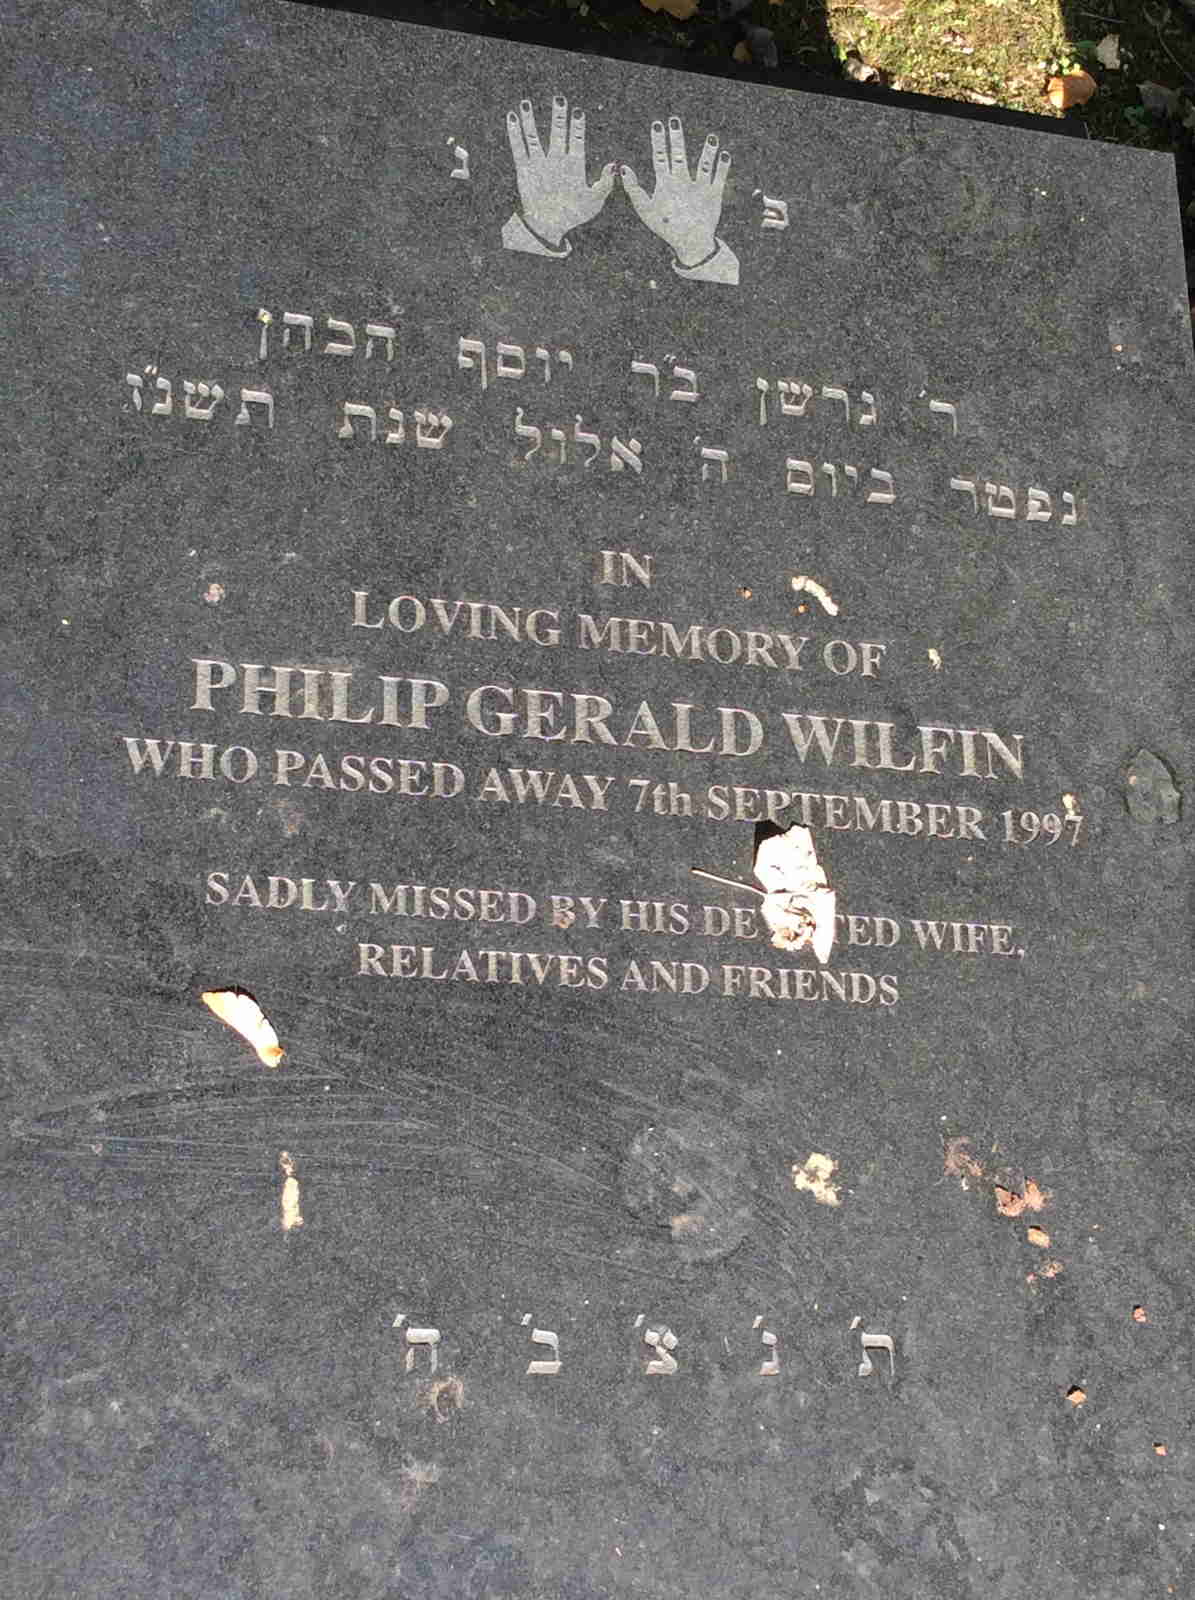 פ' נ'
ר' גרשן ב"ר יוסף הכהן
נפטר ביום ה' אלול שנת תשנ"ז
IN
LOVING MEMORY OF
PHILIP GERALD WILFIN
WHO PASSED AWAY 7th SEPTEMBER 1997
SADLY MISSED BY HIS DEVOTED WIFE,
RELATIVES AND FRIENDS
ת' נ' צ' ב' ה'